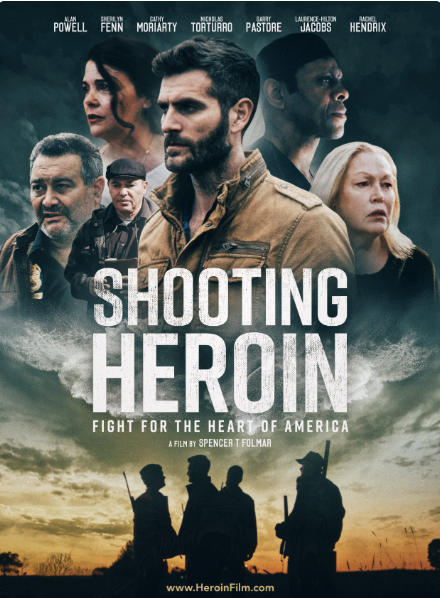 ALAN POWELL
SHERILYN FENN
CATHY MORIARTY
NICHOLAS TORTURRO
GARRY PASTORE
LAURENCE-HILTON JACOBS
RACHEL HENDRIX
SHOOTING
HEROIN
FIGHT FOR THE HEART OF AMERICA
A FILM BY SPENCER T FOLMAR
www.HeroinFilm.com